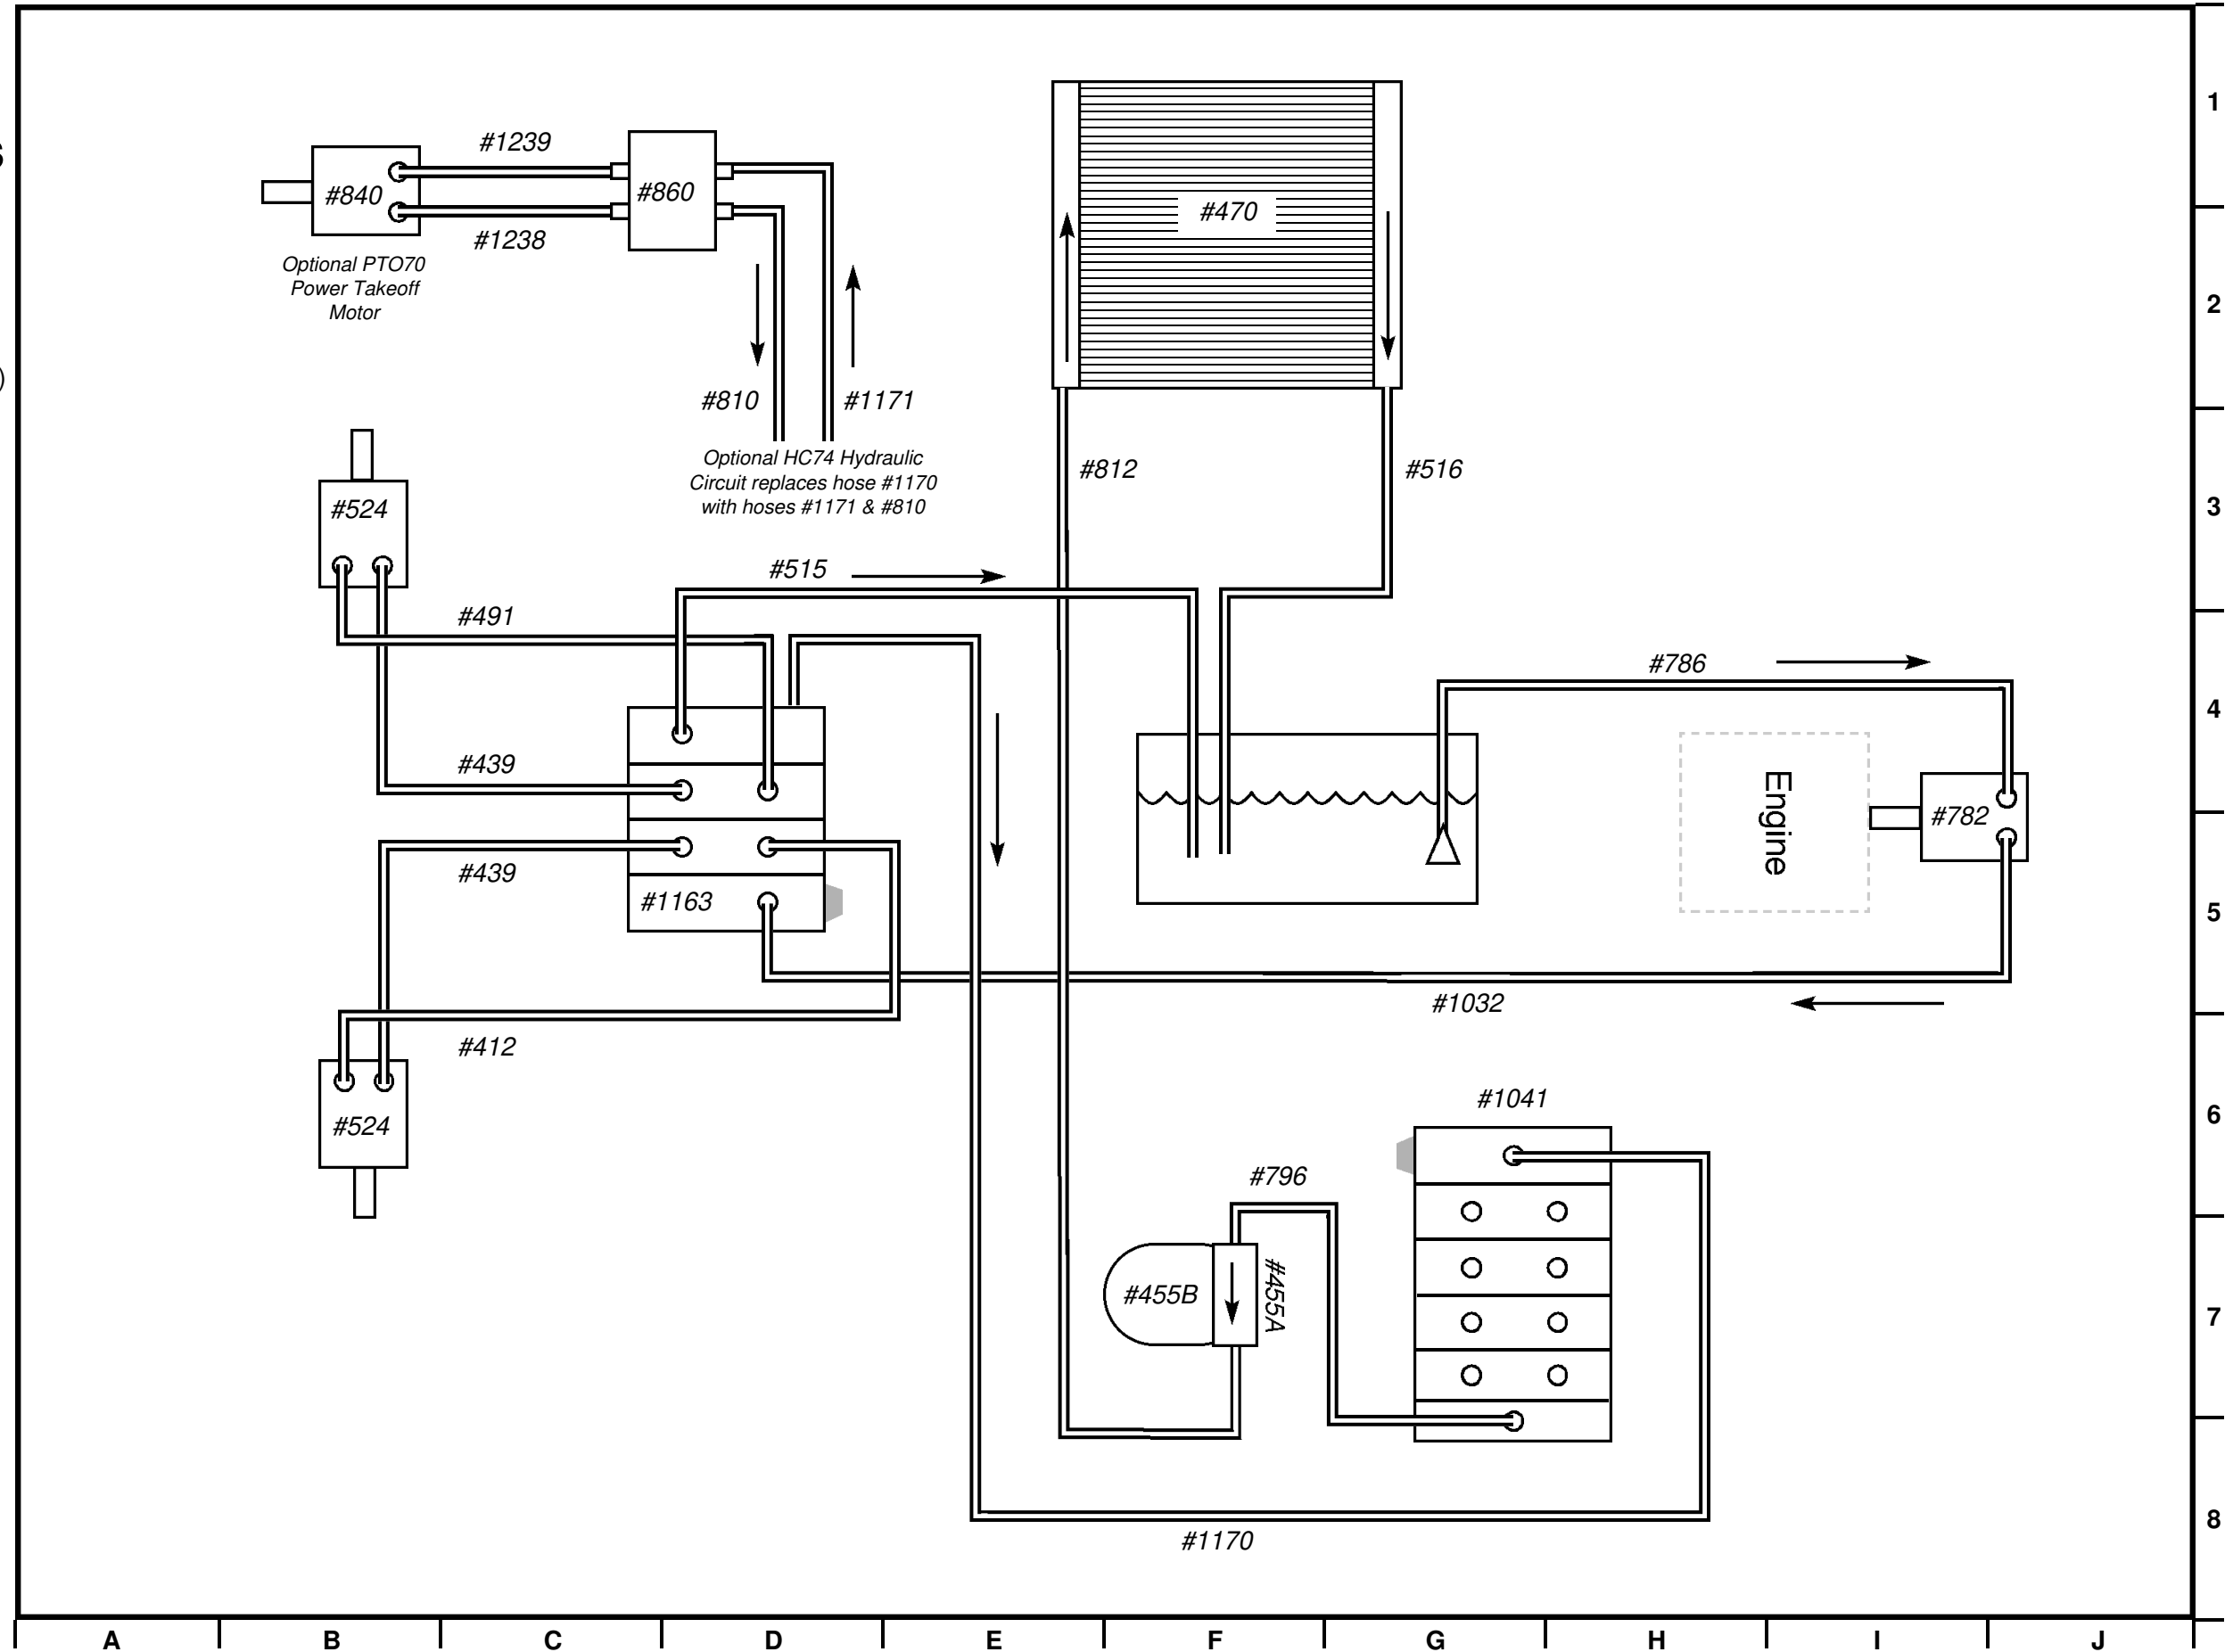 S
)
#1239
#840
#860
#1238
Optional PTO70
Power Takeoff
Motor
#470
#810
#1171
Optional HC74 Hydraulic
Circuit replaces hose #1170
with hoses #1171 & #810
#812
#516
#524
#515
#491
#786
#439
Engine
#782
#439
#1163
#1032
#412
#524
#1041
#796
#455B
#455A
#1170
1
2
3
4
5
6
7
8
A B C D E F G H I J